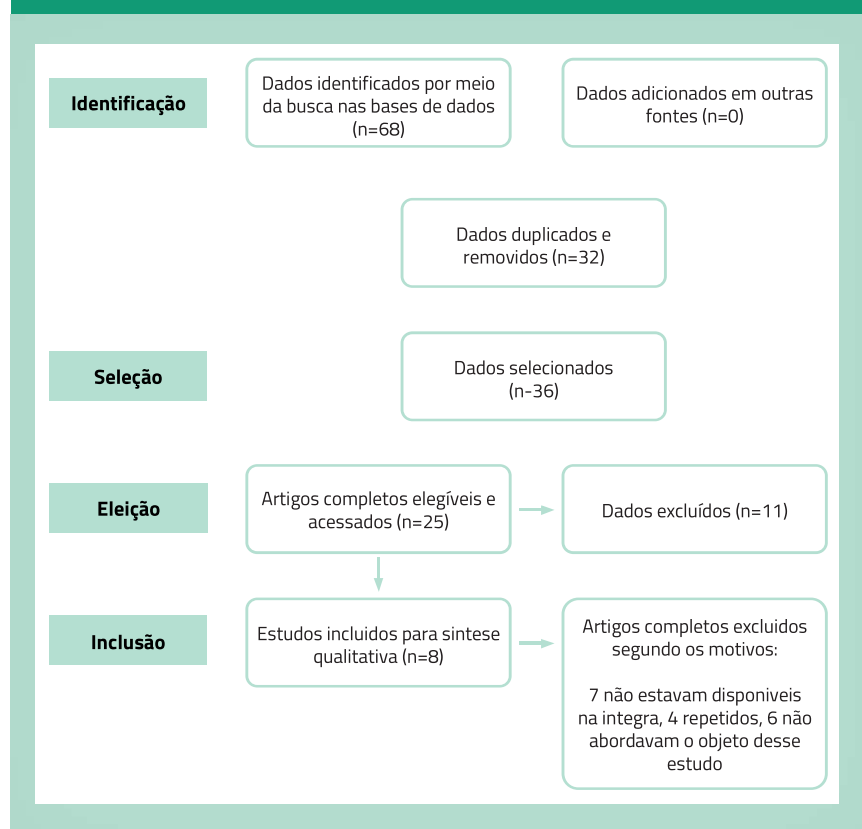 Identificação
Dados identificados por meio
da busca nas bases de dados
(n=68)
Dados adicionados em outras
fontes (n=0)
Dados duplicados e
removidos (n=32)
Seleção
Dados selecionados
(n-36)
Eleição
Artigos completos elegíveis e
acessados (n=25)
Dados excluídos (n=11)
Inclusão
Estudos incluidos para sintese
qualitativa (n=8)
Artigos completos excluidos
segundo os motivos:
7 não estavam disponiveis
na integra, 4 repetidos, 6 não
abordavam o objeto desse
estudo